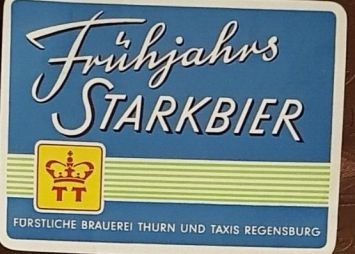 Frühjahrs
STARKBIER
TT
FÜRSTLICHE BRAUEREI THURN UND TAXIS REGENSBURG